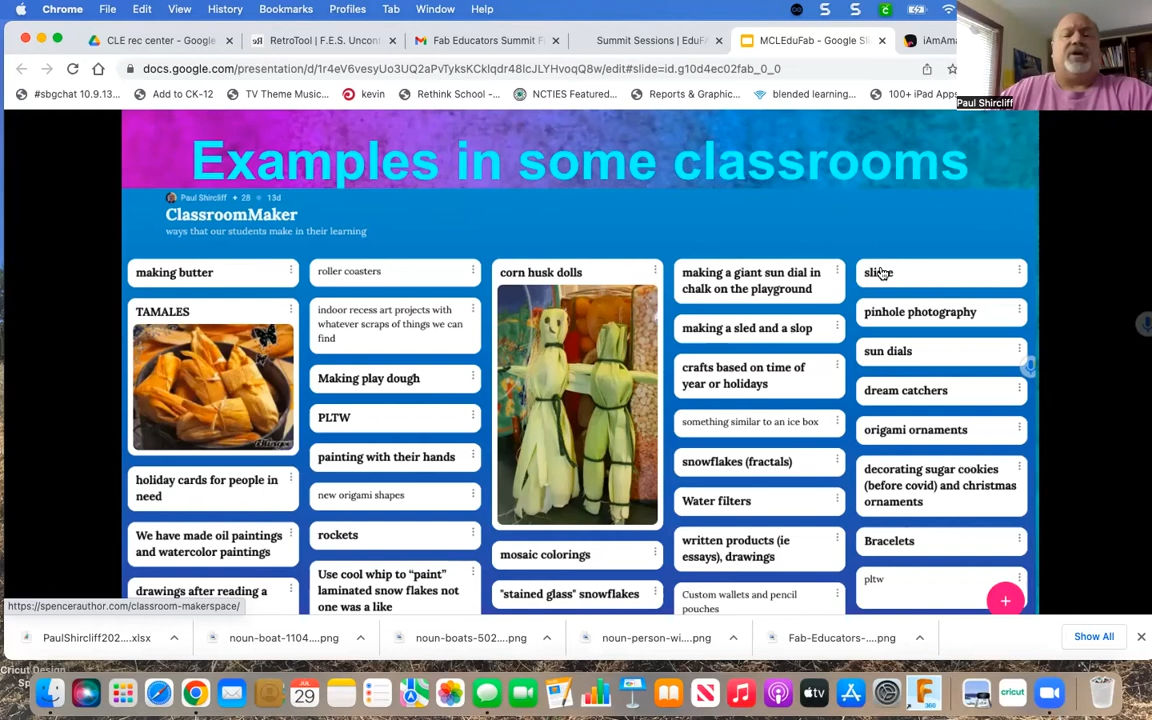 Chrome File Edit View History Bookmarks Profiles Tab Window Help
CLE rec center - Google
RetroTool | F.E.S. Uncon
Fab Educators Summit F
Summit Sessions | EduF
MCLEduFab - Google Sli
iAmAm
docs.google.com/presentation/d/1r4eV6vesyUo3UQ2aPvTyksKCklqdr48lcJLYHvoqQ8w/edit#slide=id.g10d4ec02fab_0_0
#sbgchat 10.9.13...
Add to CK-12
TV Theme Music...
kevin
Rethink School -...
NCTIES Featured...
Reports & Graphic...
blended learning...
100+ iPad Apps
Paul Shircliff
Examples in some classrooms
Paul Shircliff + 28 13d
ClassroomMaker
ways that our students make in their learning
making butter
TAMALES
holiday cards for people in
need
We have made oil paintings
and watercolor paintings
drawings after reading a
roller coasters
indoor recess art projects with
whatever scraps of things we can
find
Making play dough
PLTW
painting with their hands
new origami shapes
rockets
Use cool whip to “paint”
laminated snow flakes not
one was a like
corn husk dolls
mosaic colorings
"stained glass" snowflakes
making a giant sun dial in
chalk on the playground
making a sled and a slop
crafts based on time of
year or holidays
something similar to an ice box
snowflakes (fractals)
Water filters
written products (ie
essays), drawings
Custom wallets and pencil
pouches
slime
pinhole photography
sun dials
dream catchers
origami ornaments
decorating sugar cookies
(before covid) and christmas
ornaments
Bracelets
pltw
https://spencerauthor.com/classroom-makerspace/
PaulShircliff202....xlsx
noun-boat-1104....png
noun-boats-502....png
noun-person-wi....png
Fab-Educators-....png
Show All
Cricut Design
Sp
JUL
29
tv
F
360
cricut